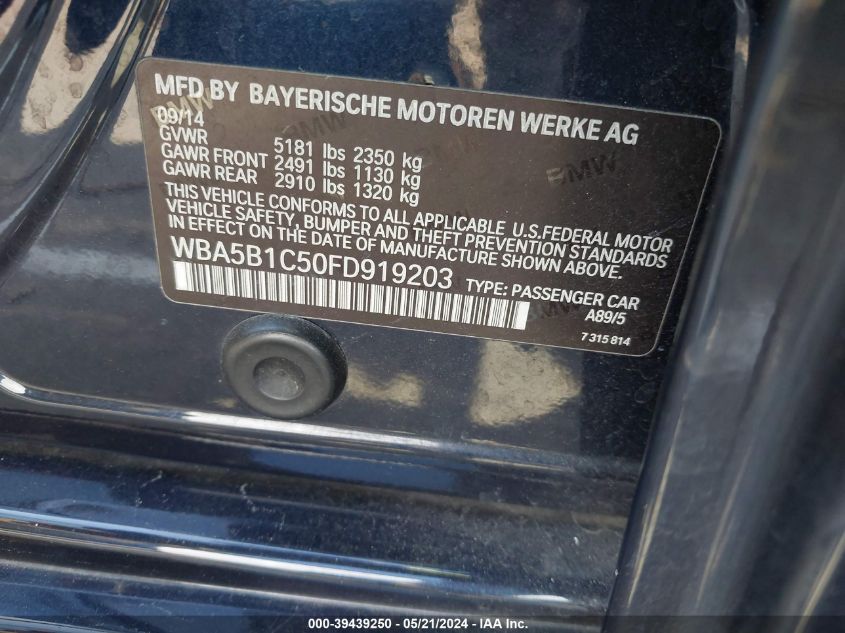 MFD BY BAYERISCHE MOTOREN WERKE AG
09/14
GVWR 5181 lbs 2350 kg
GAWR FRONT 2491 lbs 1130 kg
GAWR REAR 2910 lbs 1320 kg
THIS VEHICLE CONFORMS TO ALL APPLICABLE U.S.FEDERAL MOTOR
VEHICLE SAFETY, BUMPER AND THEFT PREVENTION STANDARDS
IN EFFECT ON THE DATE OF MANUFACTURE SHOWN ABOVE.
WBA5B1C50FD919203 TYPE: PASSENGER CAR
A89/5
7 315 814
000-39439250 - 05/21/2024 - IAA Inc.